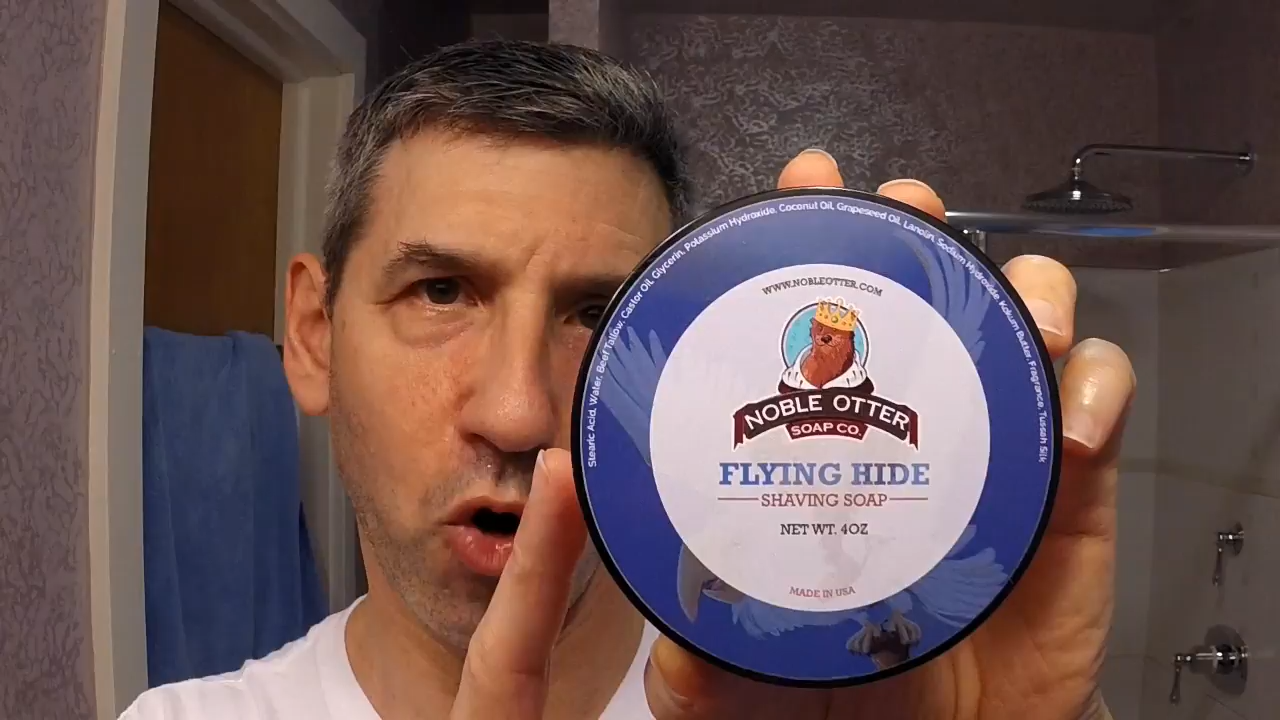 Stearic Acid, Water, Beef Tallow, Castor Oil, Glycerin, Potassium Hydroxide, Coconut Oil, Grapeseed Oil, Lanolin, Sodium Hydroxide, Kokum Butter, Fragrance, Tussah Silk
WWW.NOBLEOTTER.COM
NOBLE OTTER
SOAP CO.
FLYING HIDE
SHAVING SOAP
NET WT. 4OZ
MADE IN USA